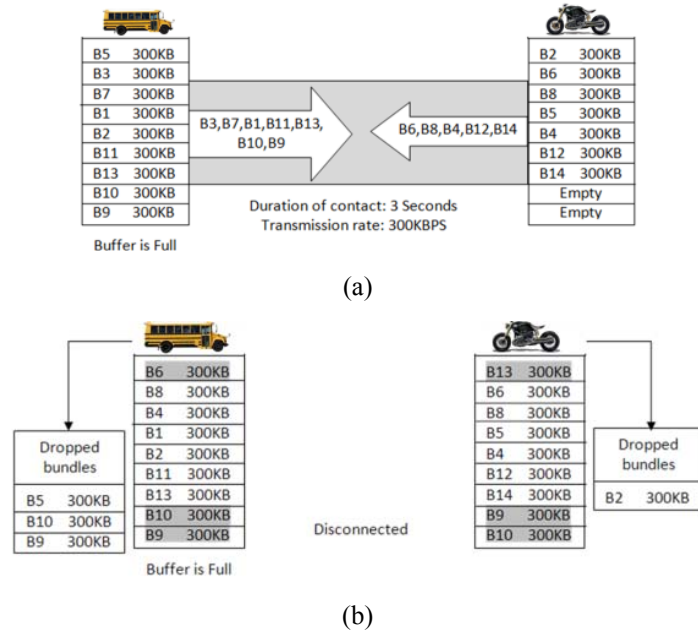 B5 300KB
B3 300KB
B7 300KB
B1 300KB
B2 300KB
B11 300KB
B13 300KB
B10 300KB
B9 300KB
Buffer is Full
B3,B7,B1,B11,B13,
B10,B9
B6,B8,B4,B12,B14
Duration of contact: 3 Seconds
Transmission rate: 300KBPS
B2 300KB
B6 300KB
B8 300KB
B5 300KB
B4 300KB
B12 300KB
B14 300KB
Empty
Empty
(a)
Dropped
bundles
B5 300KB
B10 300KB
B9 300KB
B6 300KB
B8 300KB
B4 300KB
B1 300KB
B2 300KB
B11 300KB
B13 300KB
B10 300KB
B9 300KB
Buffer is Full
Disconnected
B13 300KB
B6 300KB
B8 300KB
B5 300KB
B4 300KB
B12 300KB
B14 300KB
B9 300KB
B10 300KB
Dropped
bundles
B2 300KB
(b)